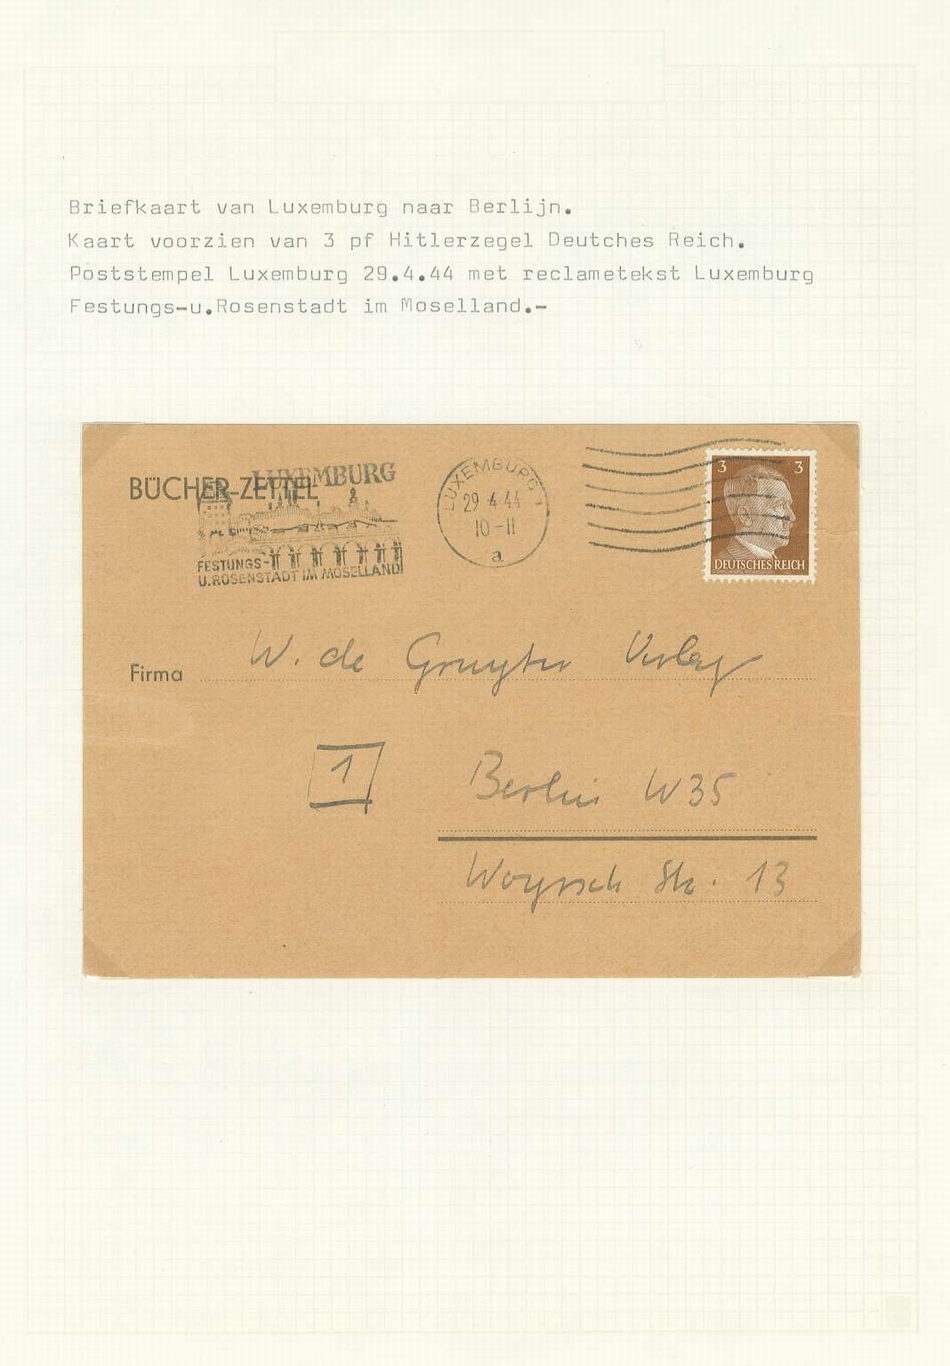 Briefkaart van Luxemburg naar Berlijn.
Kaart voorzien van 3 pf Hitlerzegel Deutches Reich.
Poststempel Luxemburg 29.4.44 met reclametekst Luxemburg
Festungs-u.Rosenstadt im Moselland.-
BÜCHER-ZETTEL
LUXEMBURG
FESTUNGS-
U.ROSENSTADT IM MOSELLAND
LUXEMBURG 1
29 4 44
10-11
a
3 3
DEUTSCHES REICH
Firma W. de Gruyter Verlag
1
Berlin W35
Woyrsch Str. 13